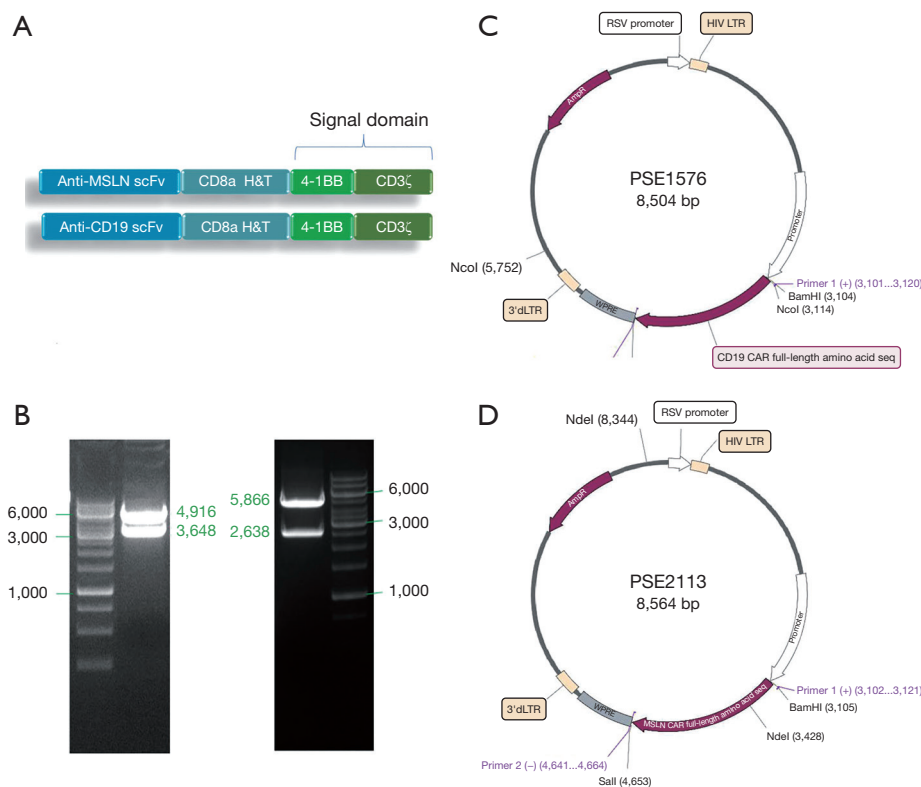 A
Signal domain
Anti-MSLN scFv CD8a H&T 4-1BB CD3ζ
Anti-CD19 scFv CD8a H&T 4-1BB CD3ζ
B
6,000
3,000
1,000
4,916
3,648
5,866
2,638
6,000
3,000
1,000
C
RSV promoter
HIV LTR
AmpR
PSE1576
8,504 bp
Promoter
NcoI (5,752)
Primer 1 (+) (3,101...3,120)
BamHI (3,104)
NcoI (3,114)
3'dLTR
WPRE
CD19 CAR full-length amino acid seq
D
NdeI (8,344)
RSV promoter
HIV LTR
AmpR
PSE2113
8,564 bp
Promoter
Primer 1 (+) (3,102...3,121)
BamHI (3,105)
3'dLTR
WPRE
MSLN CAR full-length amino acid seq
NdeI (3,428)
Primer 2 (–) (4,641...4,664)
SalI (4,653)